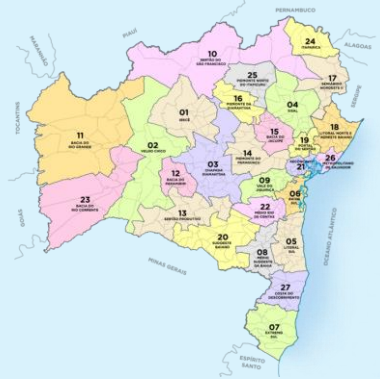 PERNAMBUCO
PIAUÍ
ALAGOAS
MARANHÃO
SERGIPE
TOCANTINS
GOIÁS
MINAS GERAIS
ESPÍRITO
SANTO
OCEANO ATLÂNTICO
24
ITAPARICA
10
SERTÃO DO
SÃO FRANCISCO
17
SEMIÁRIDO
NORDESTE II
25
PIEMONTE NORTE
DO ITAPICURU
16
PIEMONTE DA
DIAMANTINA
04
SISAL
01
IRECÊ
11
BACIA DO
RIO GRANDE
18
LITORAL NORTE E
AGRESTE BAIANO
15
BACIA DO
JACUÍPE
19
PORTAL
DO SERTÃO
02
VELHO CHICO
03
CHAPADA
DIAMANTINA
14
PIEMONTE DO
PARAGUAÇU
RECÔNCAVO
21
26
METROPOLITANO
DE SALVADOR
12
BACIA DO
PARAMIRIM
09
VALE DO
JIQUIRIÇÁ
06
BAIXO
SUL
23
BACIA DO
RIO CORRENTE
13
SERTÃO PRODUTIVO
22
MÉDIO RIO
DE CONTAS
20
SUDOESTE
BAIANO
05
LITORAL
SUL
08
MÉDIO
SUDOESTE
DA BAHIA
27
COSTA DO
DESCOBRIMENTO
07
EXTREMO
SUL